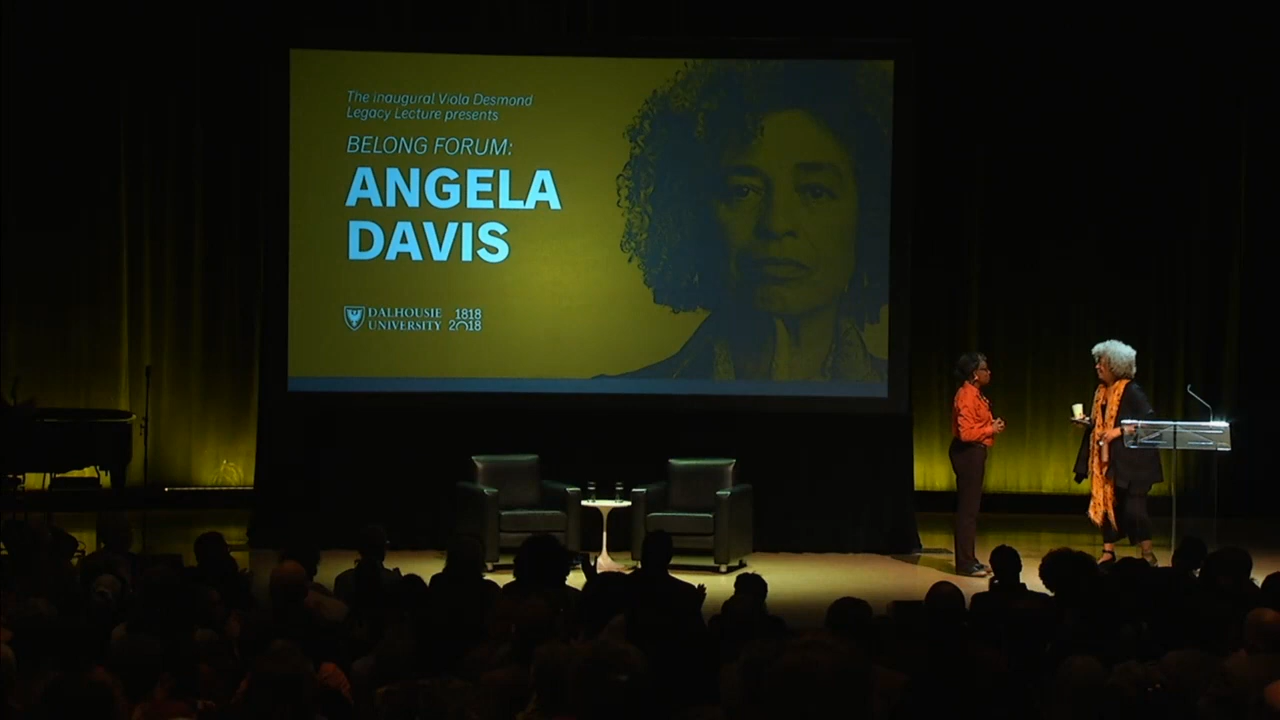 The inaugural Viola Desmond
Legacy Lecture presents
BELONG FORUM:
ANGELA
DAVIS
DALHOUSIE
UNIVERSITY
1818
2018